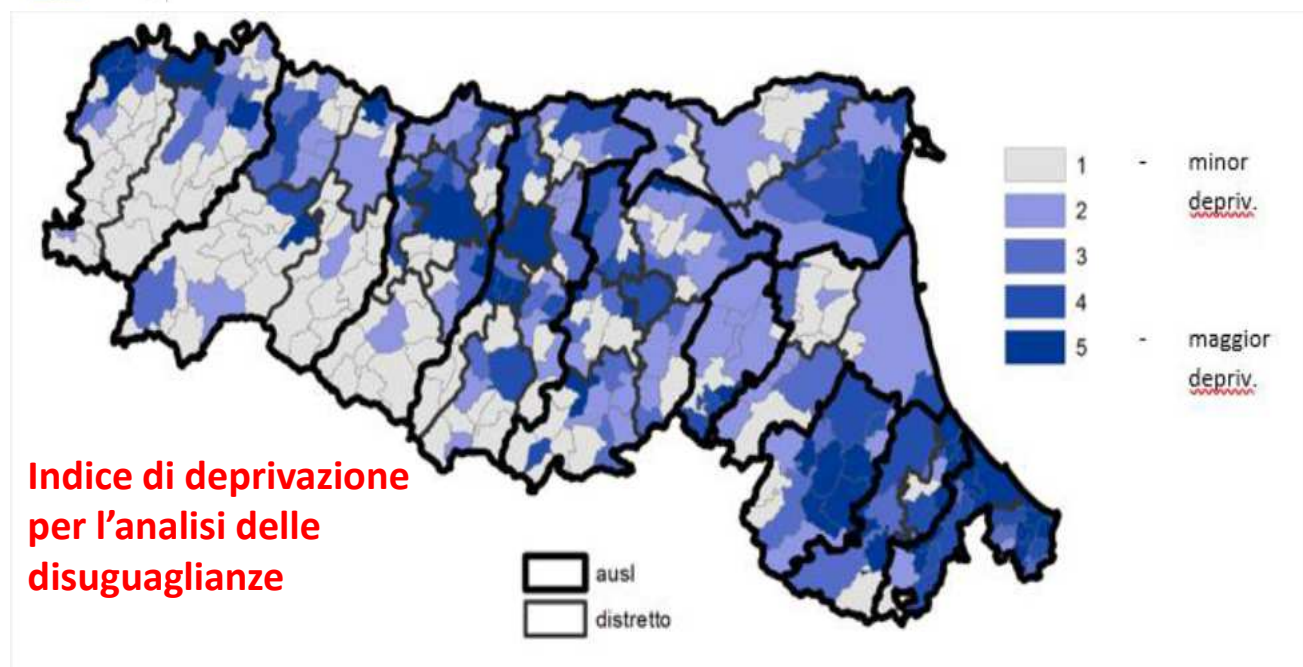 1 - minor
depriv.
2
3
4
5 - maggior
depriv.
Indice di deprivazione
per l'analisi delle
disuguaglianze
ausl
distretto